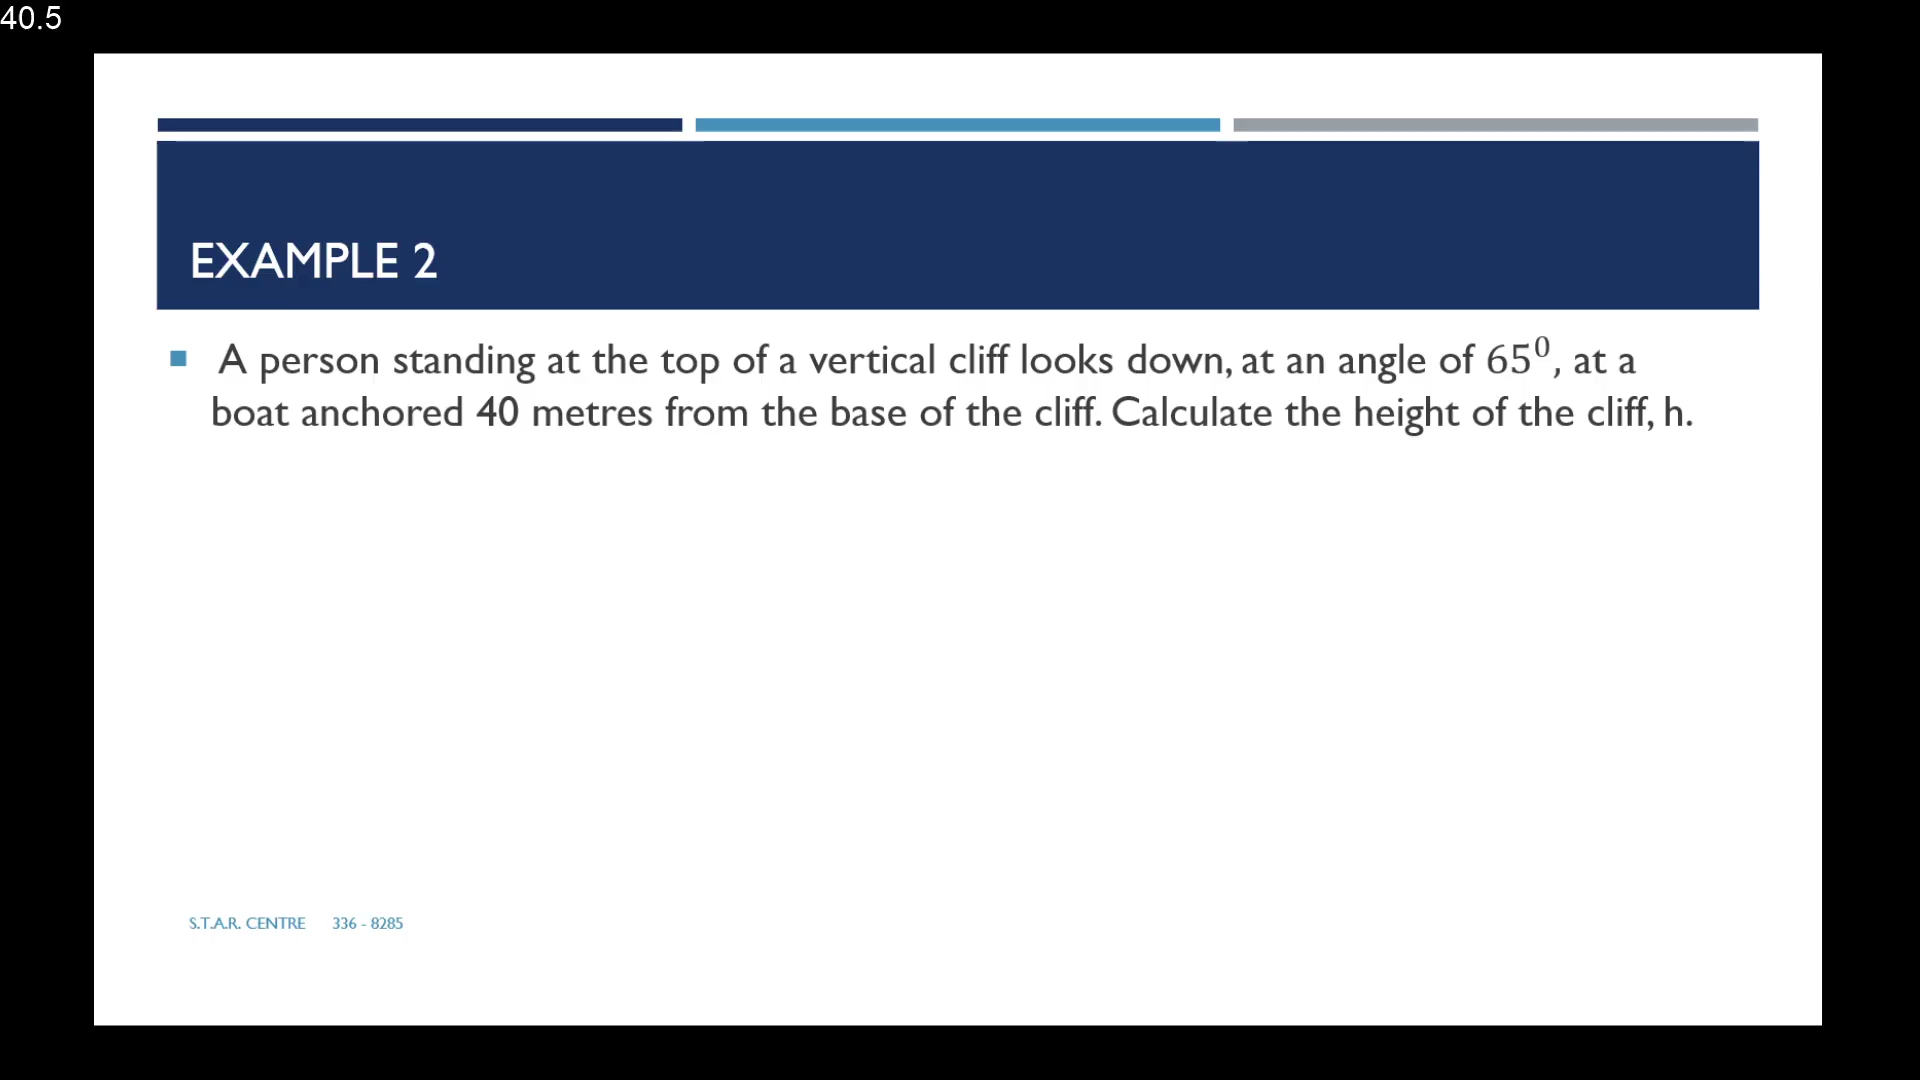 40.5
EXAMPLE 2
A person standing at the top of a vertical cliff looks down, at an angle of 65⁰, at a
boat anchored 40 metres from the base of the cliff. Calculate the height of the cliff, h.
S.T.A.R. CENTRE 336 - 8285